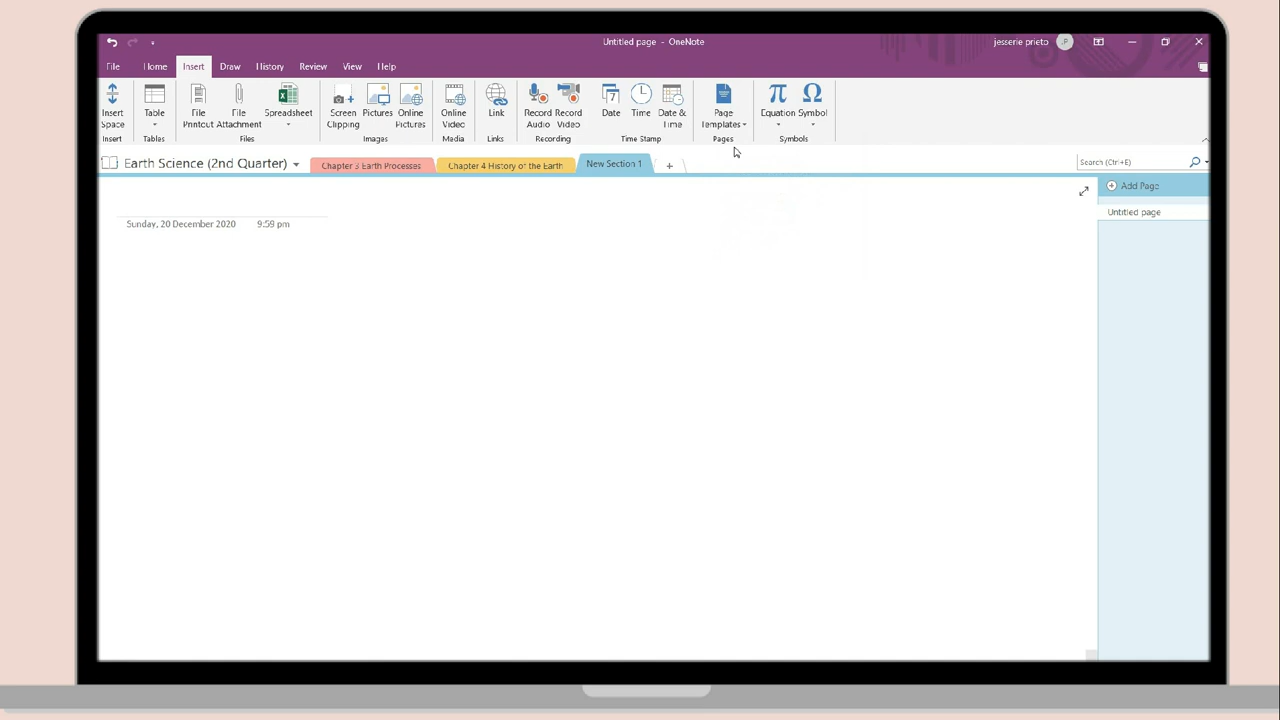 Untitled page - OneNote
jesserie prieto
JP
File Home Insert Draw History Review View Help
Insert Space
Table
File Printout
File Attachment
Spreadsheet
Screen Clipping
Pictures
Online Pictures
Online Video
Link
Record Audio
Record Video
Date
Time
Date & Time
Page Templates
Equation
Symbol
Insert Tables Files Images Media Links Recording Time Stamp Pages Symbols
Earth Science (2nd Quarter) Chapter 3 Earth Processes Chapter 4 History of the Earth New Section 1 + Search (Ctrl+E)
Add Page
Untitled page
Sunday, 20 December 2020 9:59 pm